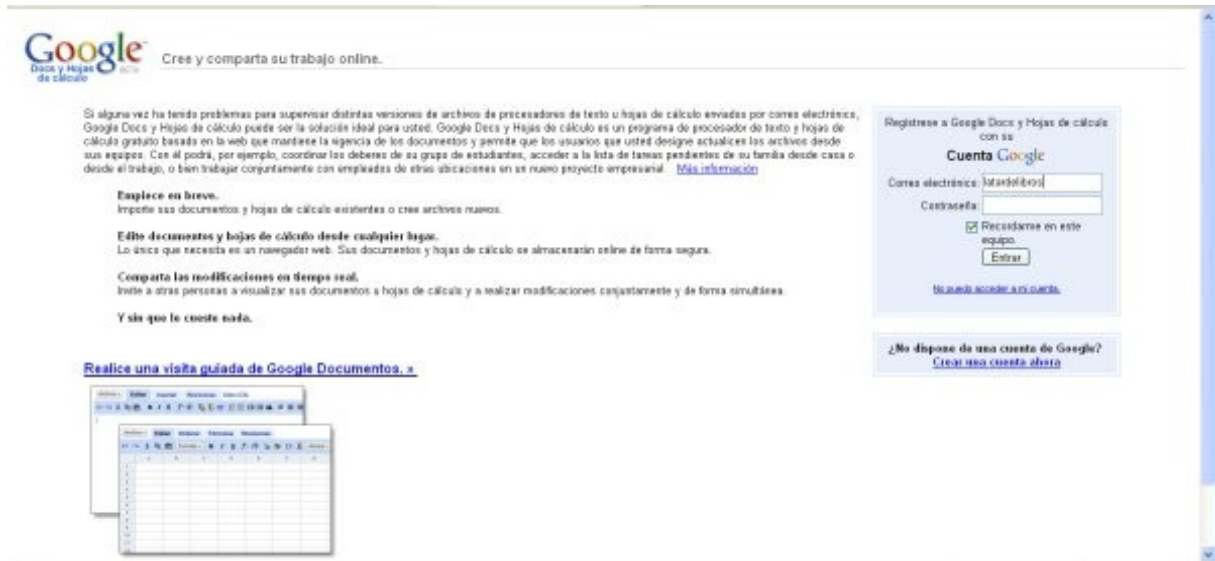 Google
Docs y Hojas de cálculo
BETA
Cree y comparta su trabajo online.
Si alguna vez ha tenido problemas para supervisar distintas versiones de archivos de procesadores de texto u hojas de cálculo enviados por correo electrónico,
Google Docs y Hojas de cálculo puede ser la solución ideal para usted. Google Docs y Hojas de cálculo es un programa de procesador de texto y hojas de
cálculo gratuito basado en la web que mantiene la vigencia de los documentos y permite que los usuarios que usted designe actualicen los archivos desde
sus equipos. Con él podrá, por ejemplo, coordinar los deberes de su grupo de estudiantes, acceder a la lista de tareas pendientes de su familia desde casa o
desde el trabajo, o bien trabajar conjuntamente con empleados de otras ubicaciones en un nuevo proyecto empresarial. Más información
Empiece en breve.
Importe sus documentos y hojas de cálculo existentes o cree archivos nuevos.
Edite documentos y hojas de cálculo desde cualquier lugar.
Lo único que necesita es un navegador web. Sus documentos y hojas de cálculo se almacenarán online de forma segura.
Comparta las modificaciones en tiempo real.
Invite a otras personas a visualizar sus documentos u hojas de cálculo y a realizar modificaciones conjuntamente y de forma simultánea.
Y sin que le cueste nada.
Realice una visita guiada de Google Documentos. »
Regístrese a Google Docs y Hojas de cálculo
con su
Cuenta Google
Correo electrónico: latardelibros
Contraseña:
Recordarme en este
equipo.
Entrar
No puedo acceder a mi cuenta.
¿No dispone de una cuenta de Google?
Crear una cuenta ahora